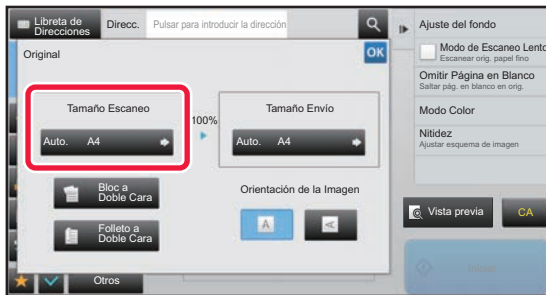 Libreta de
Direcciones
Direcc.
Pulsar para introducir la dirección
Original
OK
Tamaño Escaneo
Auto. A4
100%
Tamaño Envío
Auto. A4
Bloc a
Doble Cara
Folleto a
Doble Cara
Orientación de la Imagen
A
A
Otros
Ajuste del fondo
Modo de Escaneo Lento
Escanear orig. papel fino
Omitir Página en Blanco
Saltar pág. en blanco en orig.
Modo Color
Nitidez
Ajustar esquema de imagen
Vista previa
CA